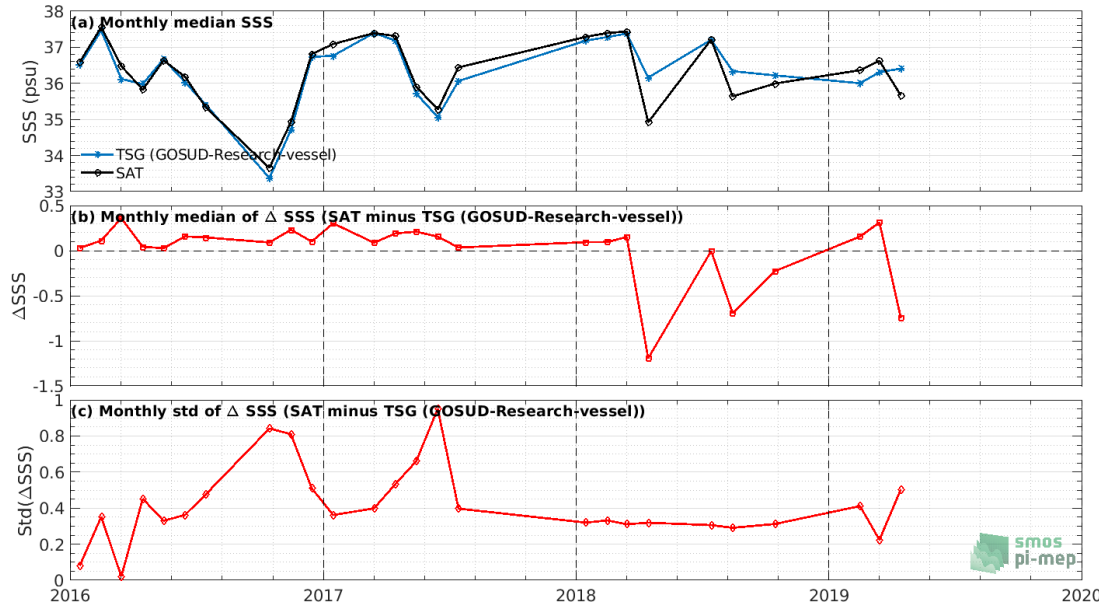 (a) Monthly median SSS
38
37
36
35
34
33
SSS (psu)
TSG (GOSUD-Research-vessel)
SAT
(b) Monthly median of Δ SSS (SAT minus TSG (GOSUD-Research-vessel))
0.5
0
-0.5
-1
-1.5
ΔSSS
(c) Monthly std of Δ SSS (SAT minus TSG (GOSUD-Research-vessel))
1
0.8
0.6
0.4
0.2
0
Std(ΔSSS)
smos
pi-mep
2016
2017
2018
2019
2020